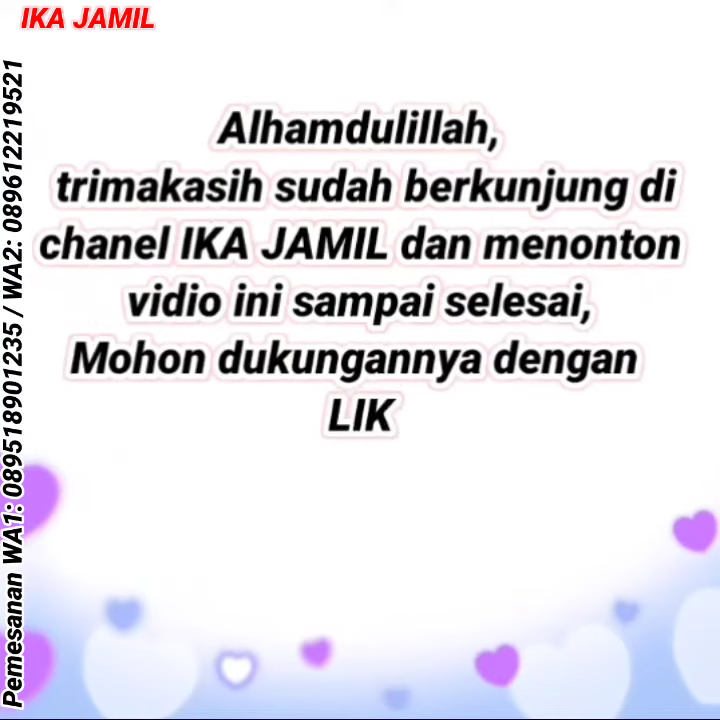 IKA JAMIL
Pemesanan WA1: 089518901235 / WA2: 089612219521
Alhamdulillah,
trimakasih sudah berkunjung di
chanel IKA JAMIL dan menonton
vidio ini sampai selesai,
Mohon dukungannya dengan
LIK